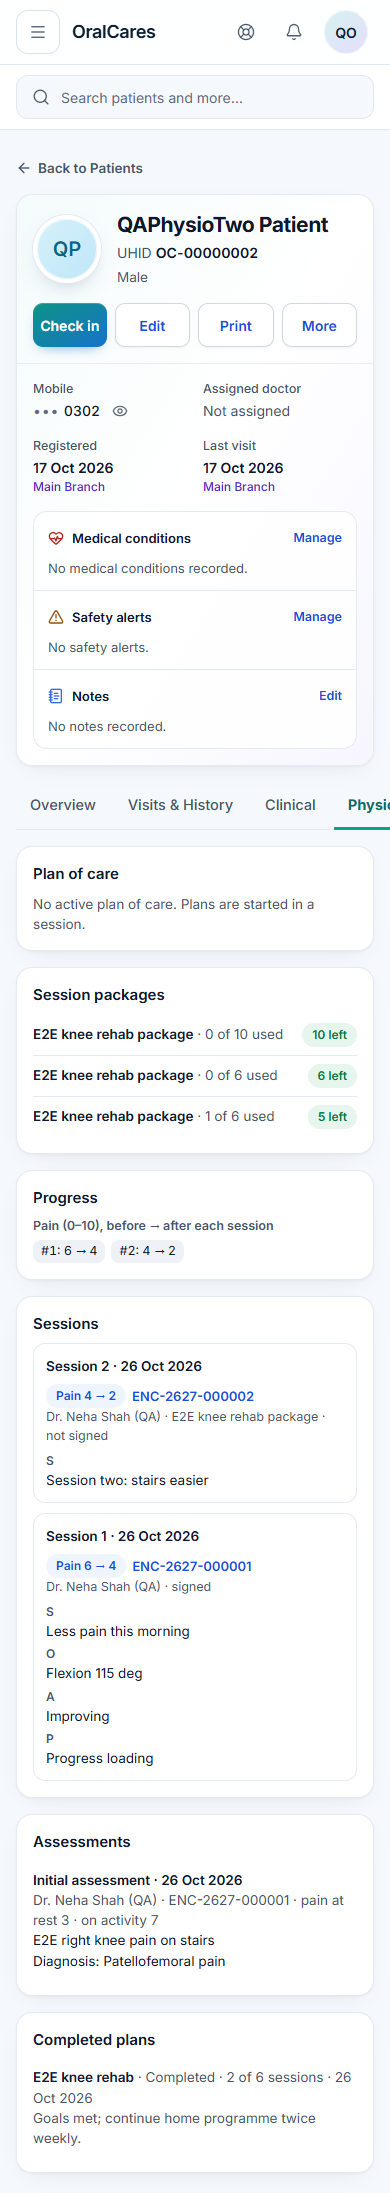 OralCares
QO
Search patients and more...
Back to Patients
QP
QAPhysioTwo Patient
UHID OC-00000002
Male
Check in
Edit
Print
More
Mobile
Assigned doctor
••• 0302
Not assigned
Registered
Last visit
17 Oct 2026
17 Oct 2026
Main Branch
Main Branch
Medical conditions
Manage
No medical conditions recorded.
Safety alerts
Manage
No safety alerts.
Notes
Edit
No notes recorded.
Overview
Visits & History
Clinical
Physi
Plan of care
No active plan of care. Plans are started in a
session.
Session packages
E2E knee rehab package · 0 of 10 used
10 left
E2E knee rehab package · 0 of 6 used
6 left
E2E knee rehab package · 1 of 6 used
5 left
Progress
Pain (0–10), before → after each session
#1: 6 → 4
#2: 4 → 2
Sessions
Session 2 · 26 Oct 2026
Pain 4 → 2 ENC-2627-000002
Dr. Neha Shah (QA) · E2E knee rehab package ·
not signed
S
Session two: stairs easier
Session 1 · 26 Oct 2026
Pain 6 → 4 ENC-2627-000001
Dr. Neha Shah (QA) · signed
S
Less pain this morning
O
Flexion 115 deg
A
Improving
P
Progress loading
Assessments
Initial assessment · 26 Oct 2026
Dr. Neha Shah (QA) · ENC-2627-000001 · pain at
rest 3 · on activity 7
E2E right knee pain on stairs
Diagnosis: Patellofemoral pain
Completed plans
E2E knee rehab · Completed · 2 of 6 sessions · 26
Oct 2026
Goals met; continue home programme twice
weekly.